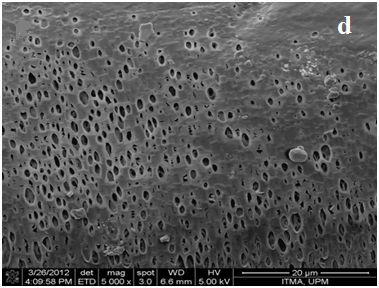 d
3/26/2012 det mag spot WD HV 20 µm
4:09:58 PM ETD 5 000 x 3.0 6.6 mm 5.00 kV ITMA, UPM